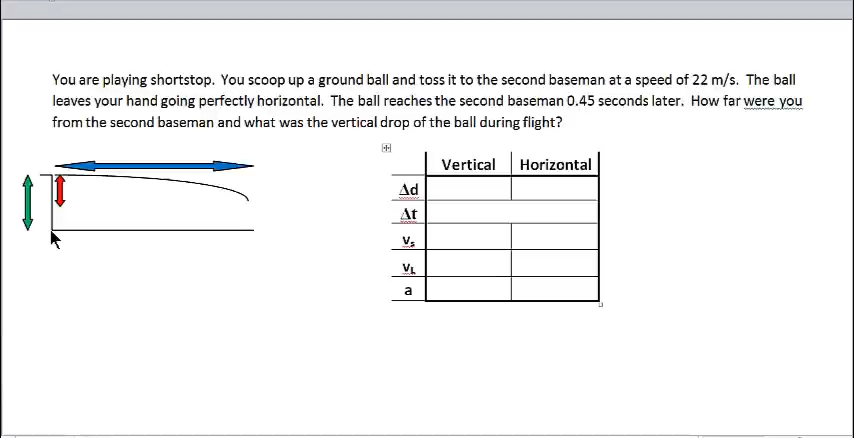 You are playing shortstop. You scoop up a ground ball and toss it to the second baseman at a speed of 22 m/s. The ball
leaves your hand going perfectly horizontal. The ball reaches the second baseman 0.45 seconds later. How far were you
from the second baseman and what was the vertical drop of the ball during flight?
Vertical Horizontal
Δd
Δt
vs
vL
a